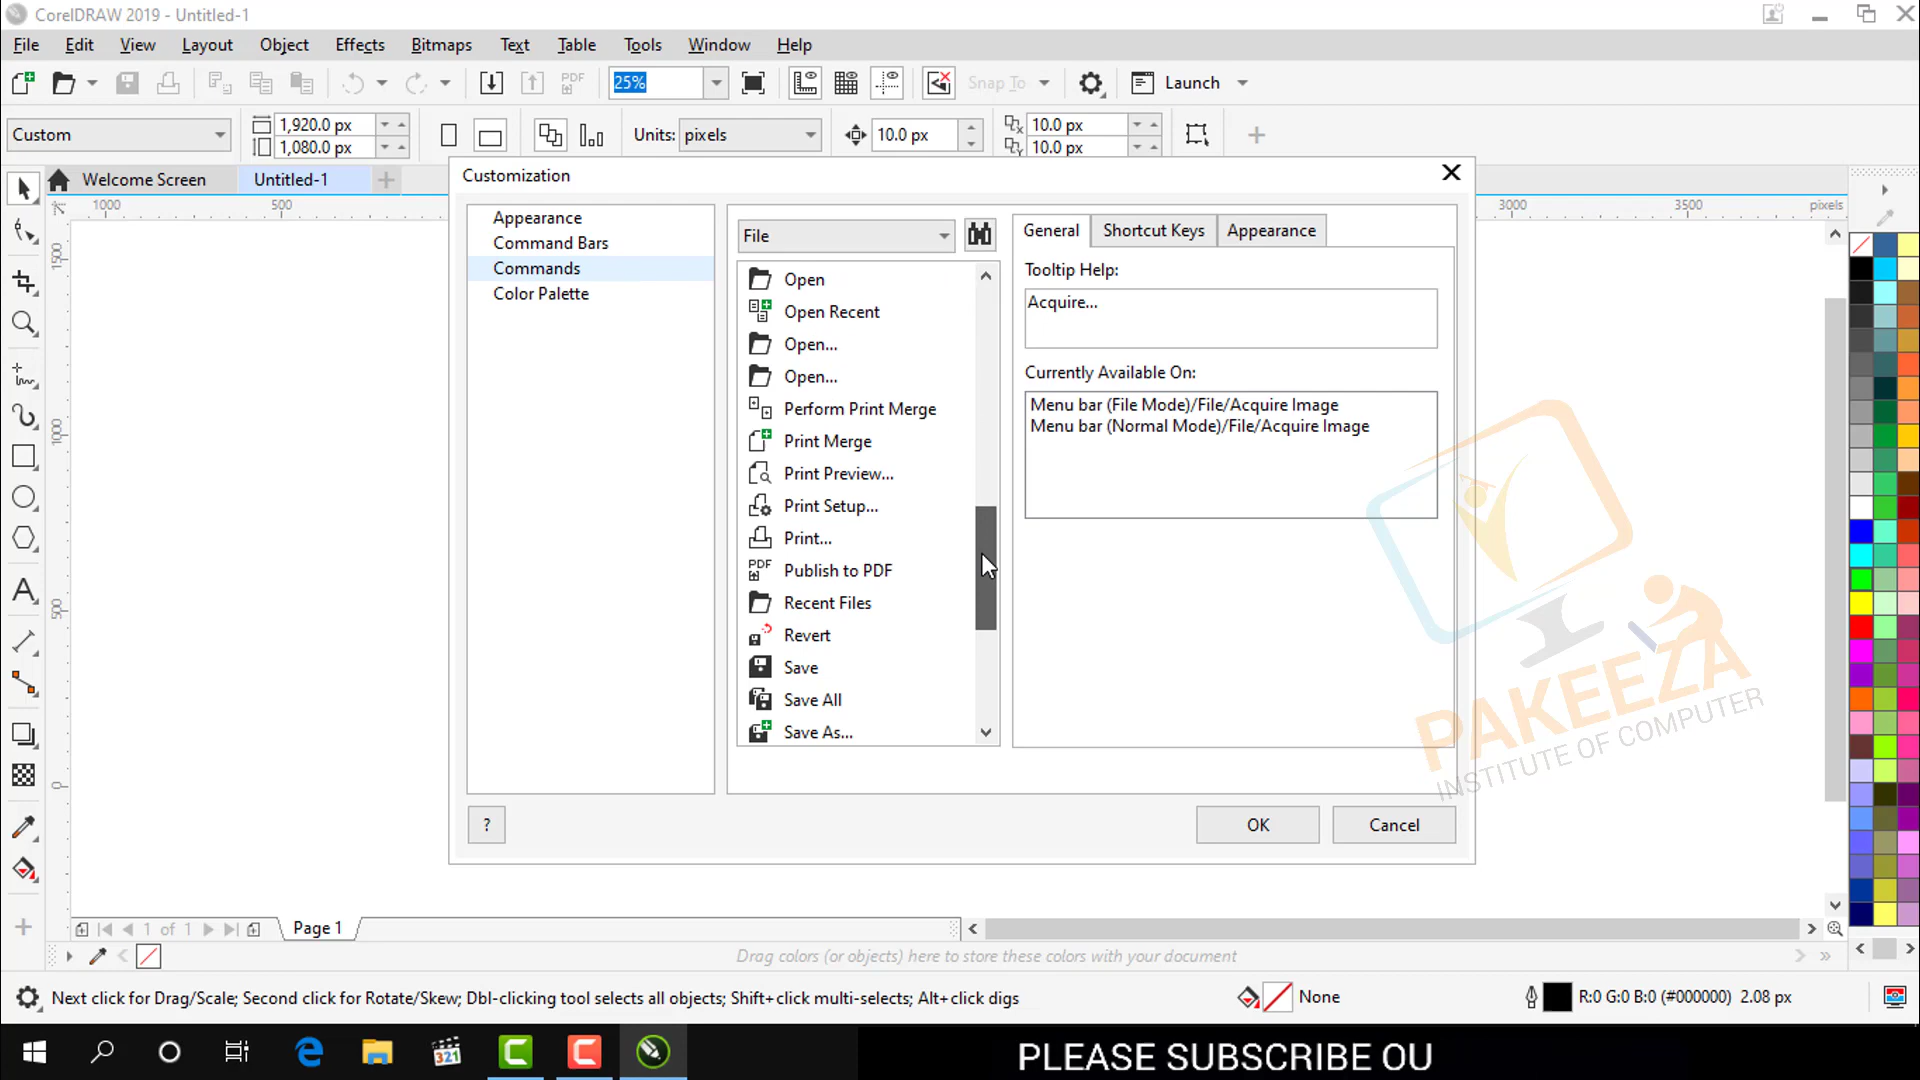 CorelDRAW 2019 - Untitled-1
File Edit View Layout Object Effects Bitmaps Text Table Tools Window Help
PDF 25% Snap To Launch
Custom 1,920.0 px 1,080.0 px Units: pixels 10.0 px 10.0 px 10.0 px
Welcome Screen Untitled-1
1000 500 3000 3500 pixels
1500
1000
500
0
Customization
Appearance
Command Bars
Commands
Color Palette
File
Open
Open Recent
Open...
Open...
Perform Print Merge
Print Merge
Print Preview...
Print Setup...
Print...
PDF Publish to PDF
Recent Files
Revert
Save
Save All
Save As...
General Shortcut Keys Appearance
Tooltip Help:
Acquire...
Currently Available On:
Menu bar (File Mode)/File/Acquire Image
Menu bar (Normal Mode)/File/Acquire Image
? OK Cancel
PAKEEZA
INSTITUTE OF COMPUTER
1 of 1 Page 1
Drag colors (or objects) here to store these colors with your document
Next click for Drag/Scale; Second click for Rotate/Skew; Dbl-clicking tool selects all objects; Shift+click multi-selects; Alt+click digs
None R:0 G:0 B:0 (#000000) 2.08 px
321
PLEASE SUBSCRIBE OU